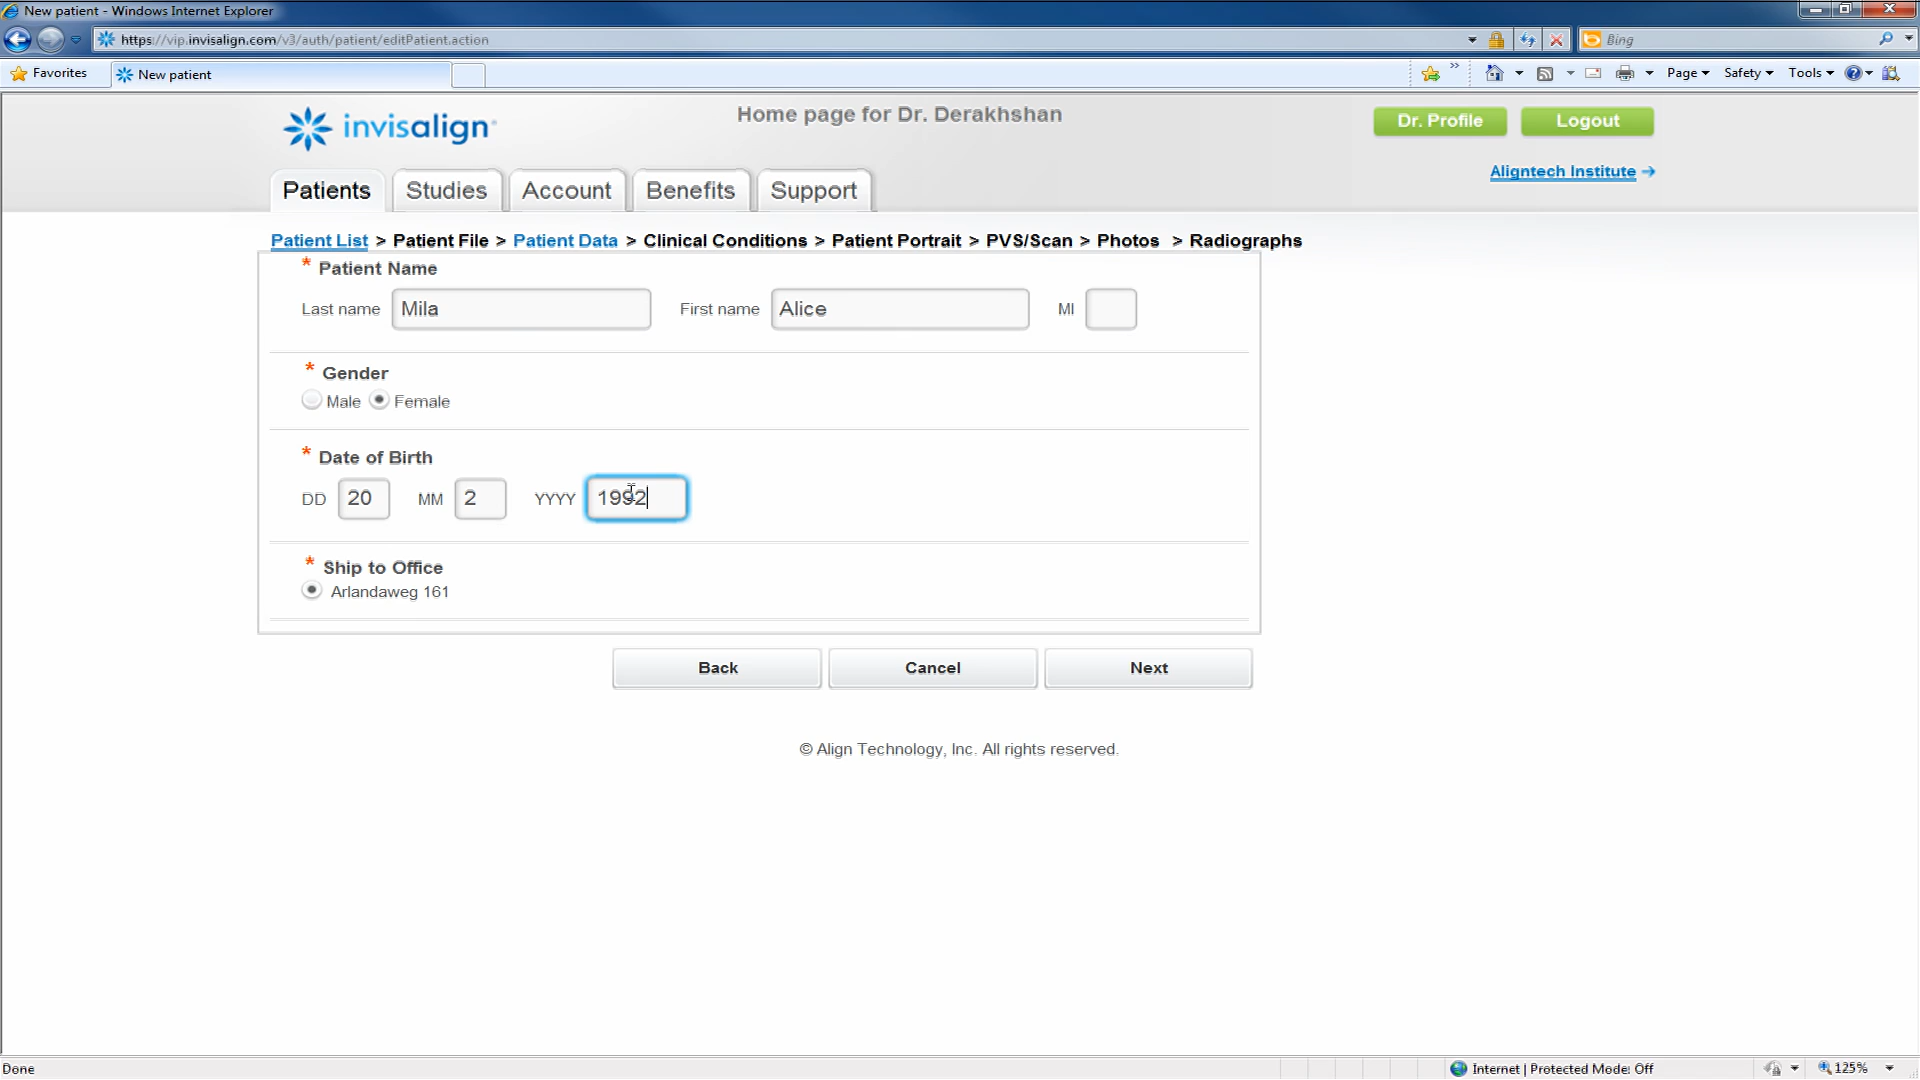 New patient - Windows Internet Explorer
https://vip.invisalign.com/v3/auth/patient/editPatient.action
Bing
Favorites
New patient
Page
Safety
Tools
invisalign
Home page for Dr. Derakhshan
Dr. Profile
Logout
Aligntech Institute
Patients
Studies
Account
Benefits
Support
Patient List > Patient File > Patient Data > Clinical Conditions > Patient Portrait > PVS/Scan > Photos > Radiographs
* Patient Name
Last name Mila First name Alice MI
* Gender
Male Female
* Date of Birth
DD 20 MM 2 YYYY 1992
* Ship to Office
Arlandaweg 161
Back Cancel Next
© Align Technology, Inc. All rights reserved.
Done
Internet | Protected Mode: Off
125%